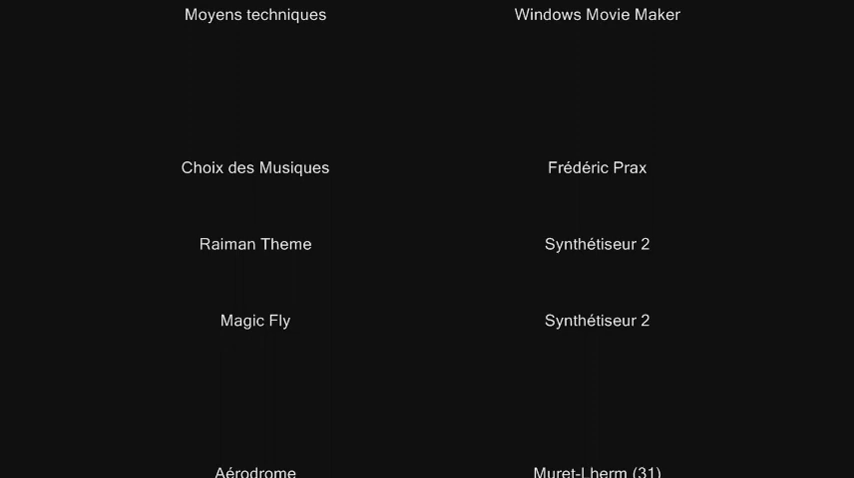 Moyens techniques Windows Movie Maker
Choix des Musiques Frédéric Prax
Raiman Theme Synthétiseur 2
Magic Fly Synthétiseur 2
Aérodrome Muret-Lherm (31)